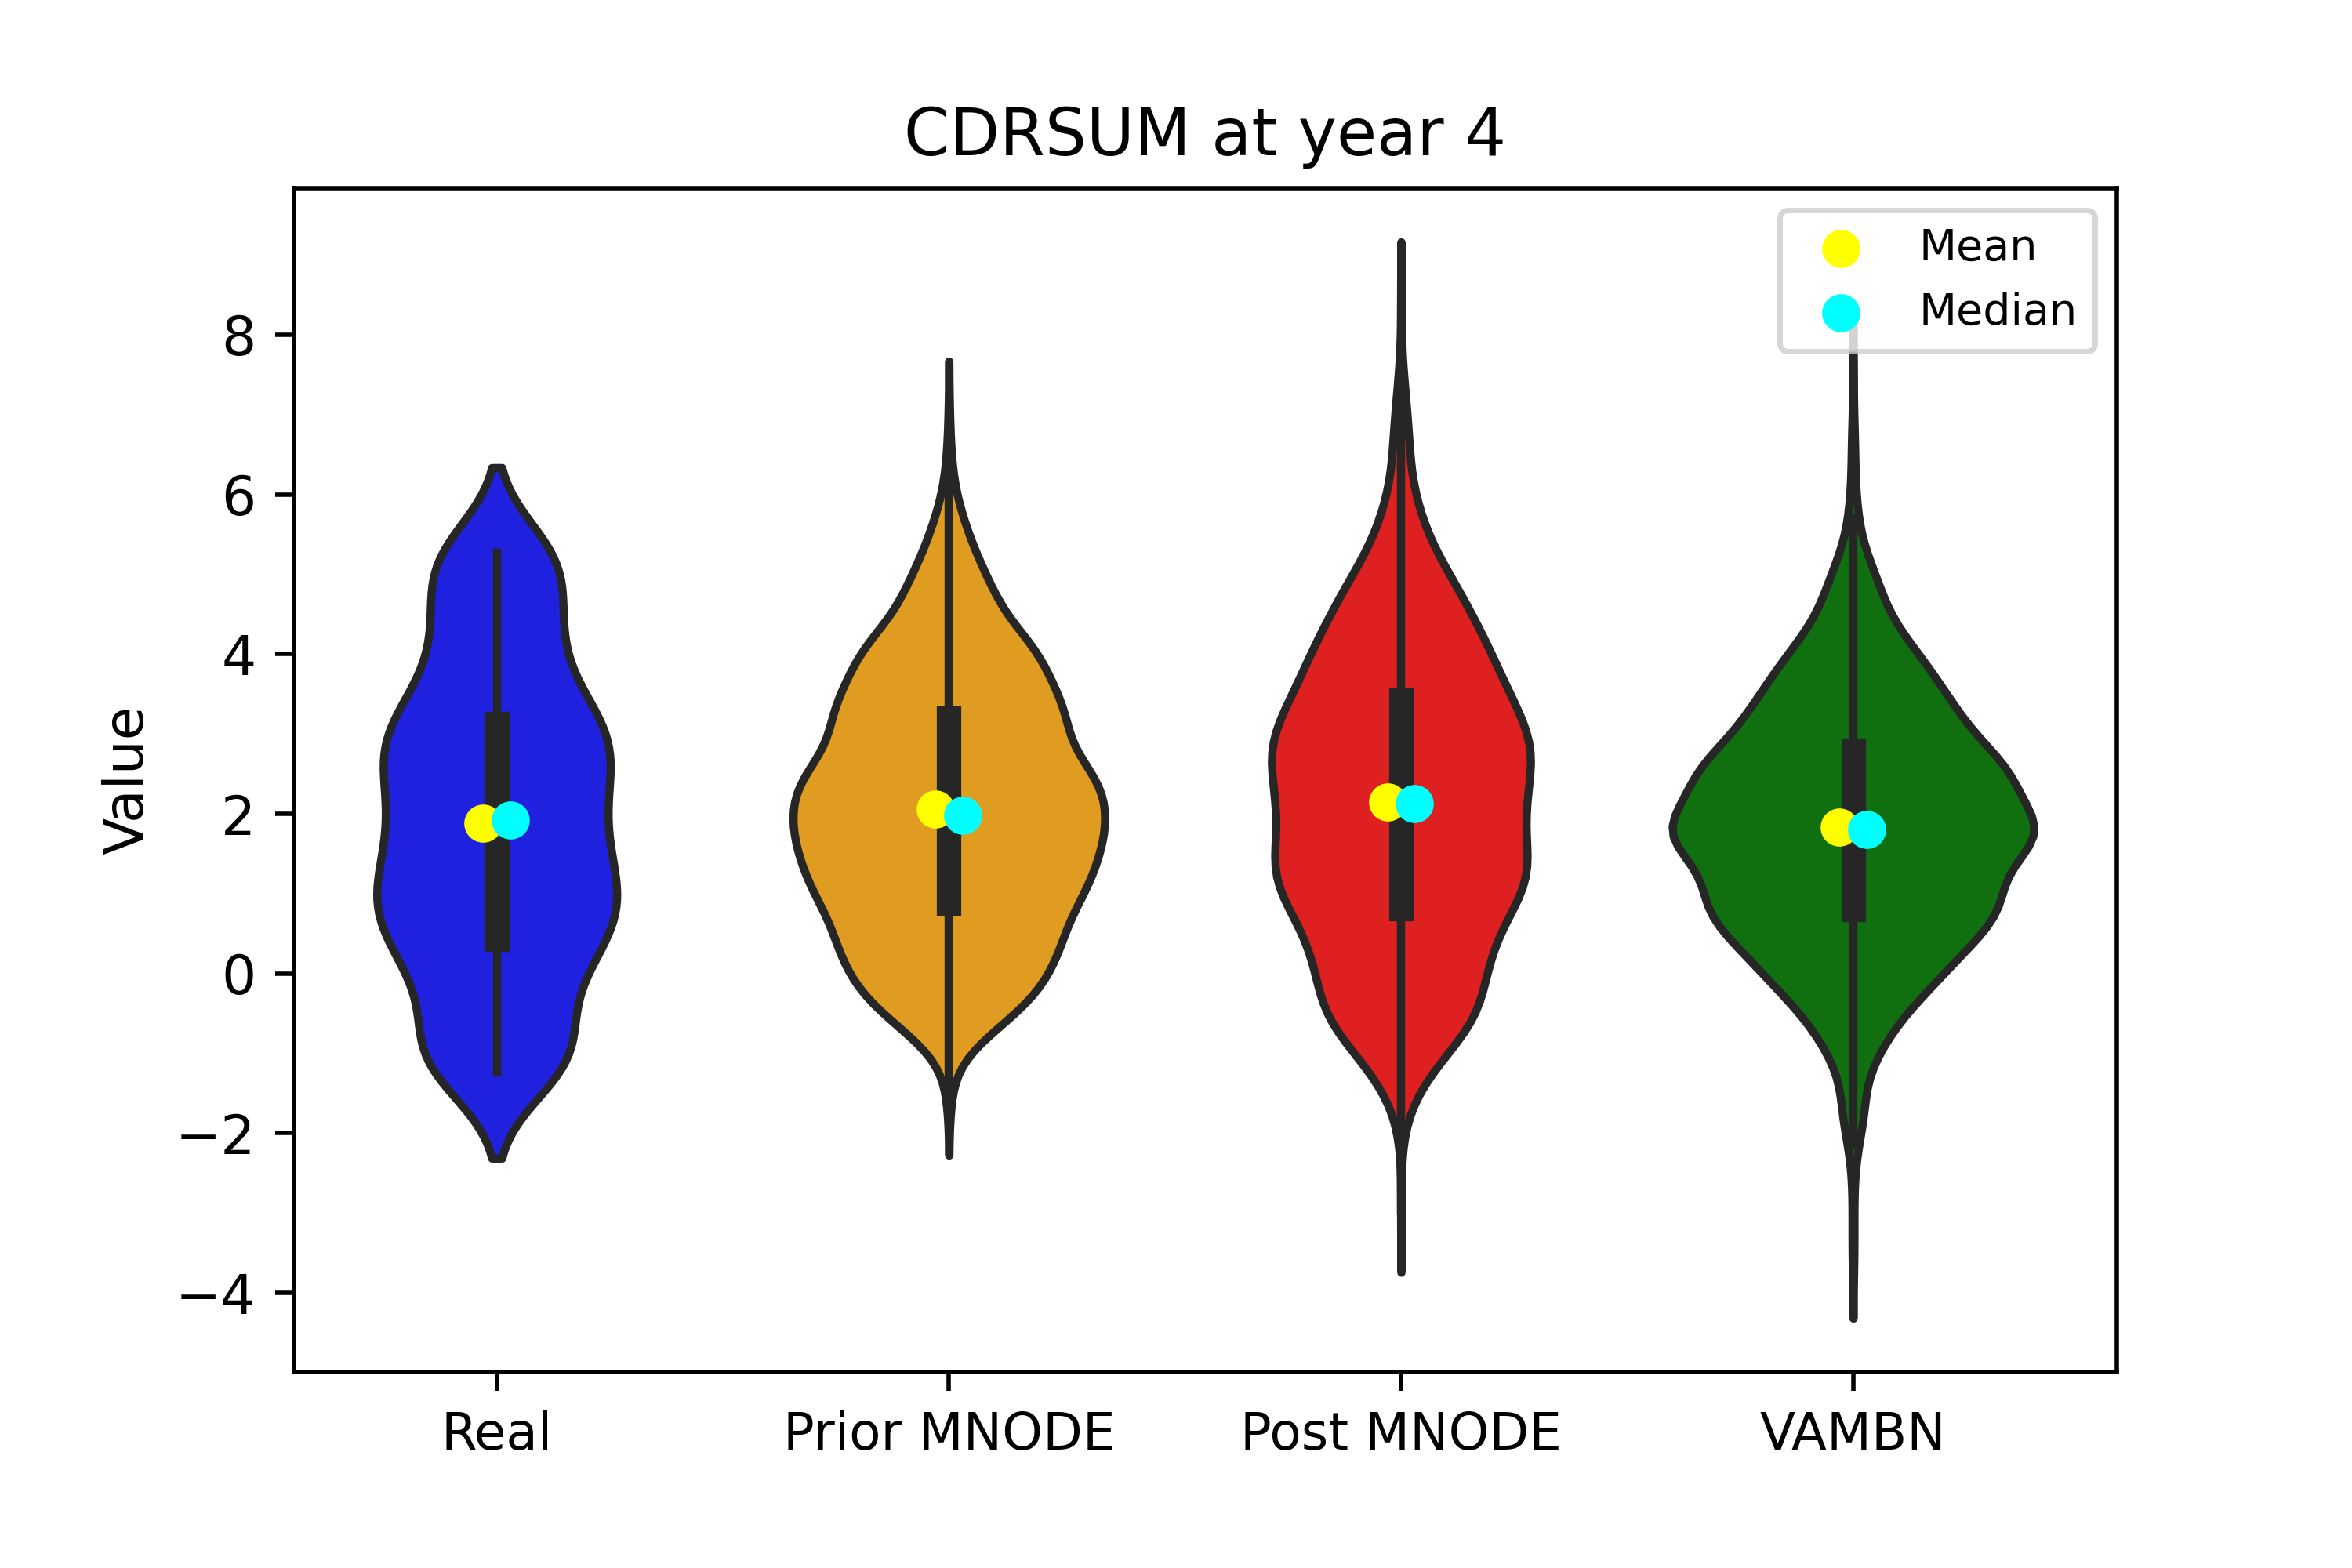 CDRSUM at year 4
Mean
Median
8
6
4
2
0
−2
−4
Value
Real
Prior MNODE
Post MNODE
VAMBN